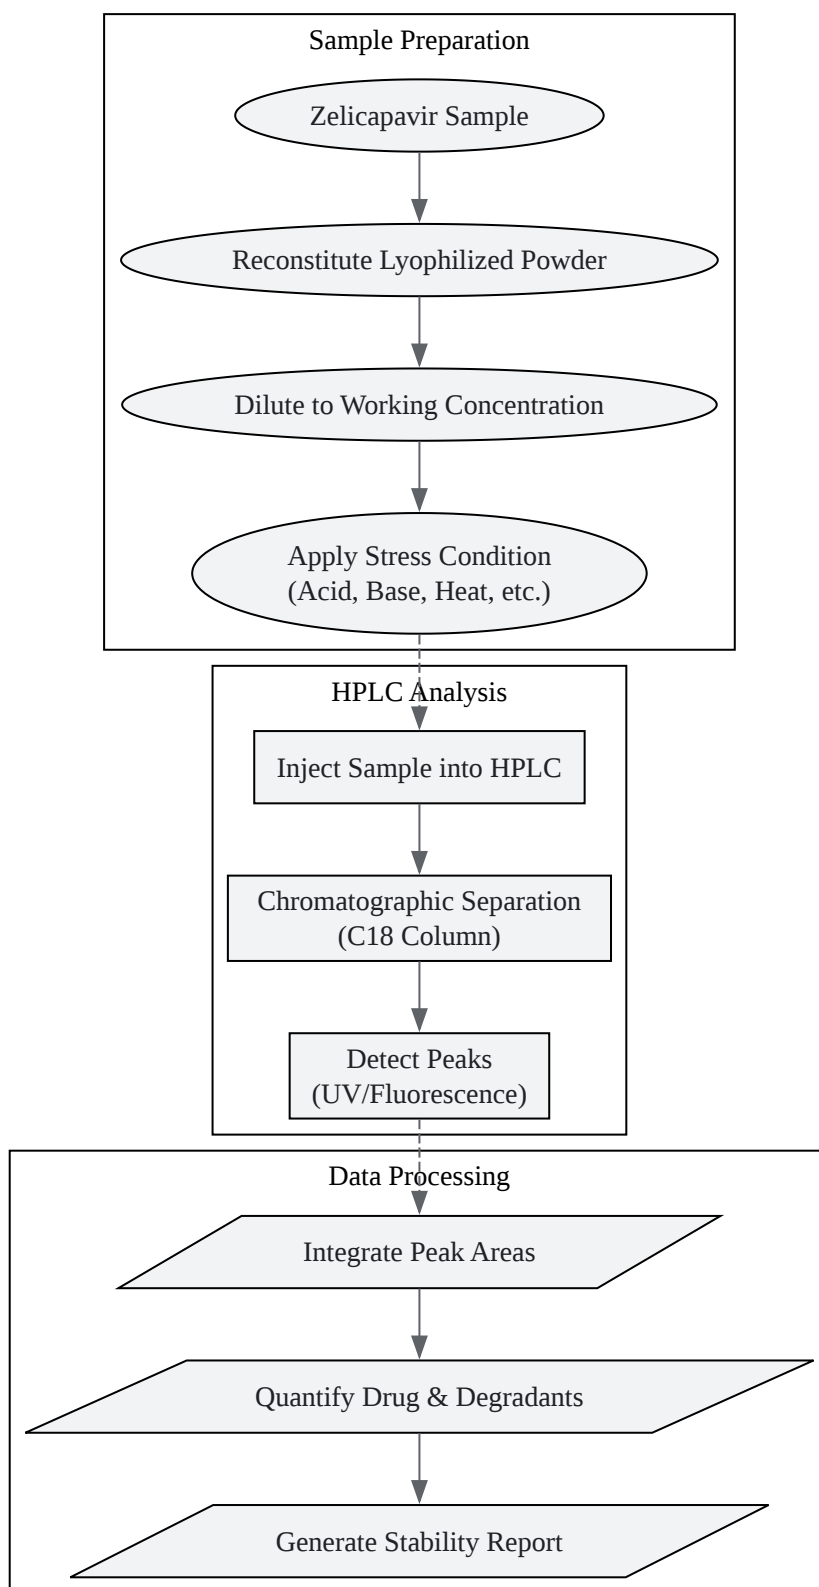 Sample Preparation
Zelicapavir Sample
Reconstitute Lyophilized Powder
Dilute to Working Concentration
Apply Stress Condition
(Acid, Base, Heat, etc.)
HPLC Analysis
Inject Sample into HPLC
Chromatographic Separation
(C18 Column)
Detect Peaks
(UV/Fluorescence)
Data Processing
Integrate Peak Areas
Quantify Drug & Degradants
Generate Stability Report